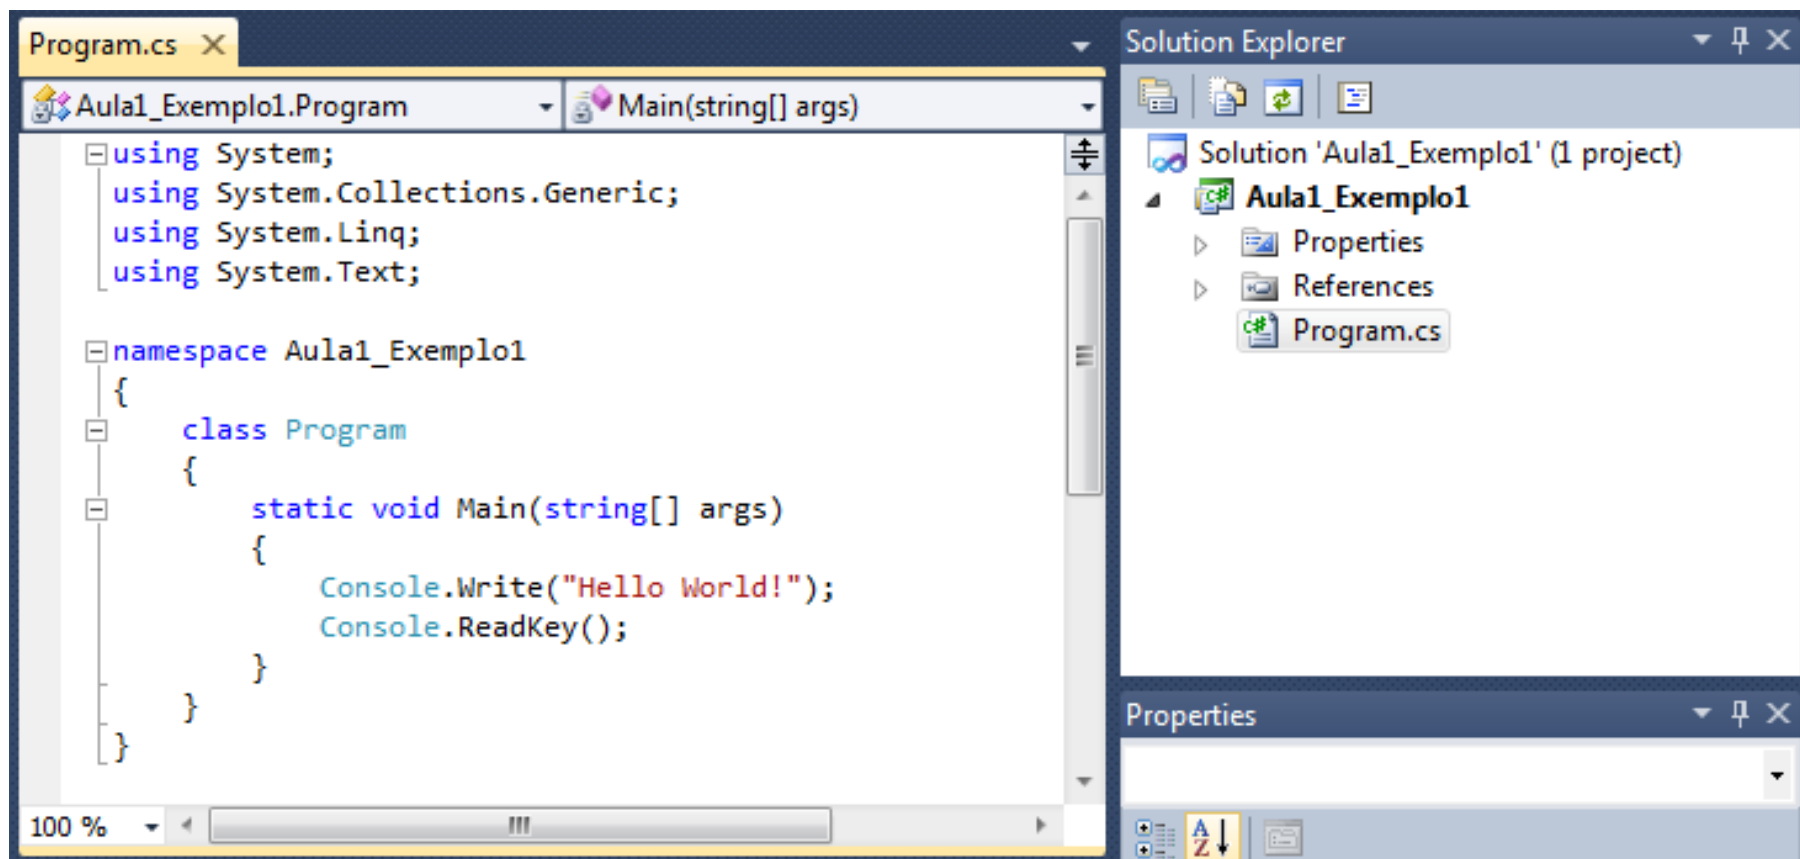 Program.cs
Aula1_Exemplo1.Program
Main(string[] args)
using System;
using System.Collections.Generic;
using System.Linq;
using System.Text;
namespace Aula1_Exemplo1
{
class Program
{
static void Main(string[] args)
{
Console.Write("Hello World!");
Console.ReadKey();
}
}
}
100 %
Solution Explorer
Solution 'Aula1_Exemplo1' (1 project)
C# Aula1_Exemplo1
Properties
References
C# Program.cs
Properties
A
Z